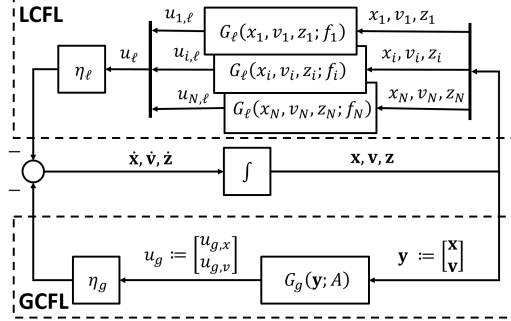 LCFL
u_{1,ℓ}
G_ℓ(x_1, v_1, z_1; f_1)
x_1, v_1, z_1
η_ℓ
u_ℓ
u_{i,ℓ}
G_ℓ(x_i, v_i, z_i; f_i)
x_i, v_i, z_i
u_{N,ℓ}
G_ℓ(x_N, v_N, z_N; f_N)
x_N, v_N, z_N
−
ẋ, v̇, ż
∫
x, v, z
−
u_g := [u_{g,x} u_{g,v}]
y := [x v]
η_g
G_g(y; A)
GCFL